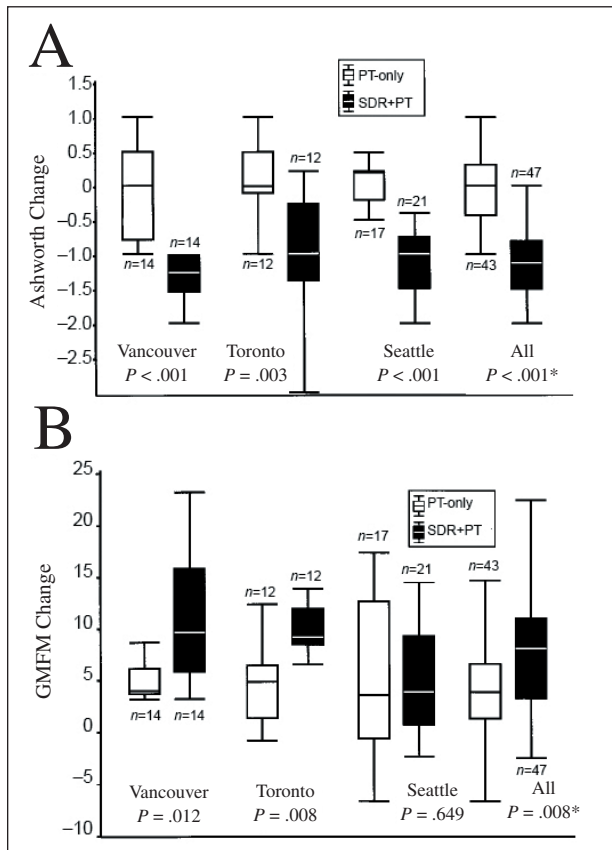 A
PT-only
SDR+PT
Ashworth Change
1.5
1.0
0.5
0
−0.5
−1.0
−1.5
−2.0
−2.5
n=14
n=14
n=12
n=12
n=17
n=21
n=43
n=47
Vancouver
Toronto
Seattle
All
P < .001
P = .003
P < .001
P < .001*
B
PT-only
SDR+PT
GMFM Change
25
20
15
10
5
0
−5
−10
n=14
n=14
n=12
n=12
n=17
n=21
n=43
n=47
Vancouver
Toronto
Seattle
All
P = .012
P = .008
P = .649
P = .008*